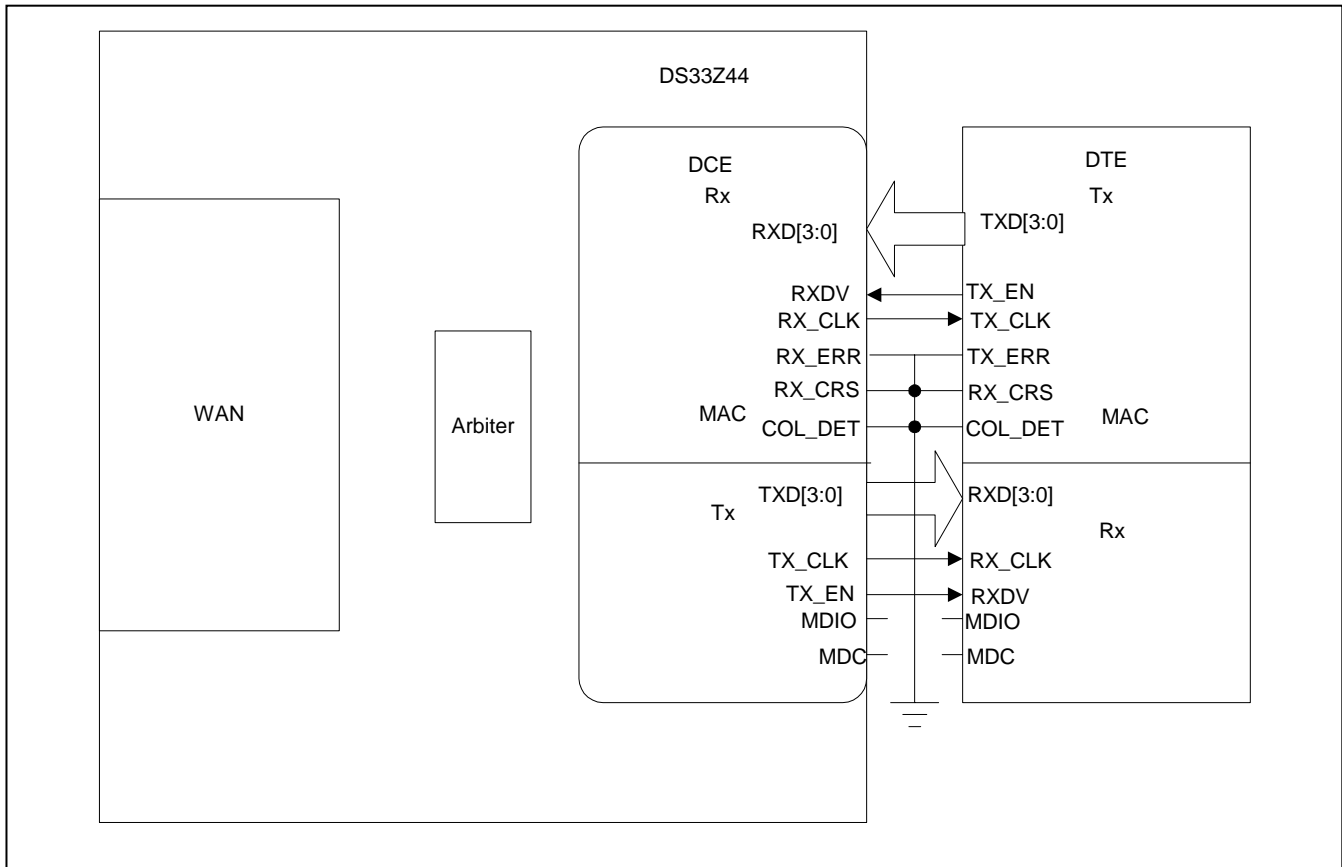 DS33Z44
DCE
Rx
RXD[3:0]
RXDV
RX_CLK
RX_ERR
RX_CRS
MAC
COL_DET
TXD[3:0]
Tx
TX_CLK
TX_EN
MDIO
MDC
WAN
Arbiter
DTE
Tx
TXD[3:0]
TX_EN
TX_CLK
TX_ERR
RX_CRS
MAC
COL_DET
RXD[3:0]
Rx
RX_CLK
RXDV
MDIO
MDC